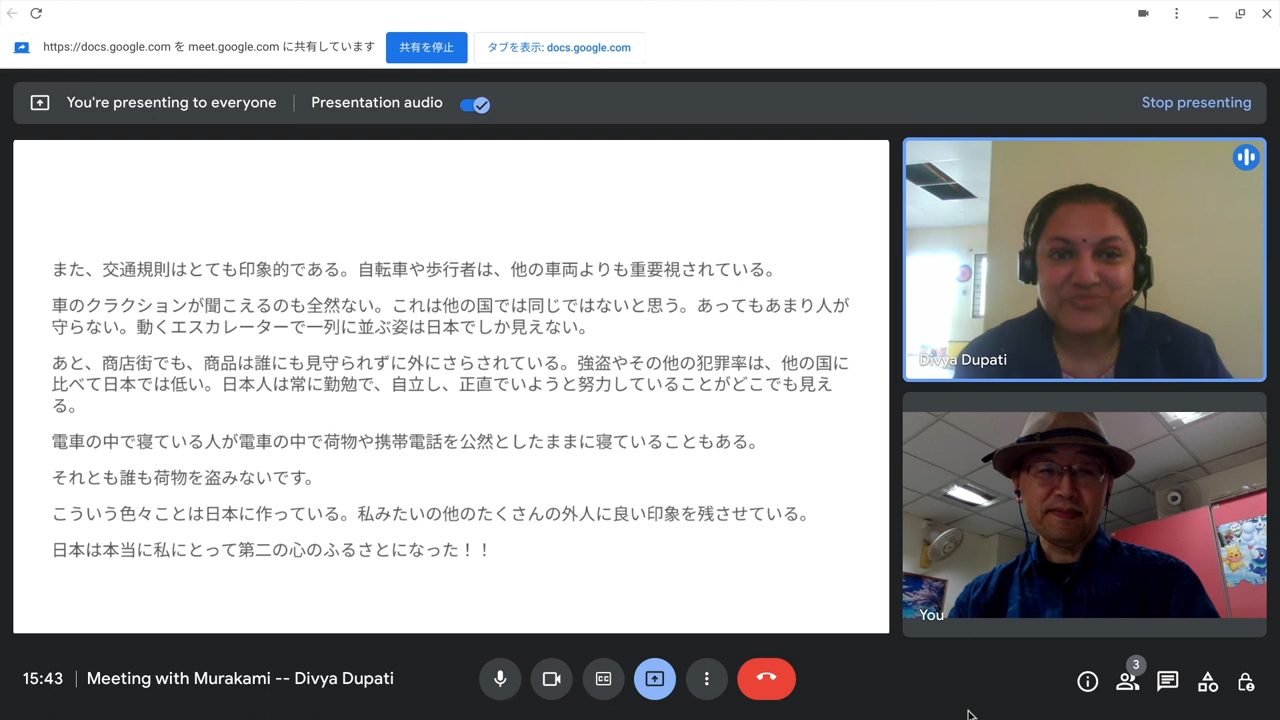 https://docs.google.com を meet.google.com に共有しています 共有を停止 タブを表示: docs.google.com
You're presenting to everyone Presentation audio Stop presenting
また、交通規則はとても印象的である。自転車や歩行者は、他の車両よりも重要視されている。
車のクラクションが聞こえるのも全然ない。これは他の国では同じではないと思う。あってもあまり人が
守らない。動くエスカレーターで一列に並ぶ姿は日本でしか見えない。
あと、商店街でも、商品は誰にも見守られずに外にさらされている。強盗やその他の犯罪率は、他の国に
比べて日本では低い。日本人は常に勤勉で、自立し、正直でいようと努力していることがどこでも見え
る。
電車の中で寝ている人が電車の中で荷物や携帯電話を公然としたままに寝ていることもある。
それとも誰も荷物を盗みないです。
こういう色々ことは日本に作っている。私みたいの他のたくさんの外人に良い印象を残させている。
日本は本当に私にとって第二の心のふるさとになった！！
Divya Dupati
You
15:43 Meeting with Murakami -- Divya Dupati
3